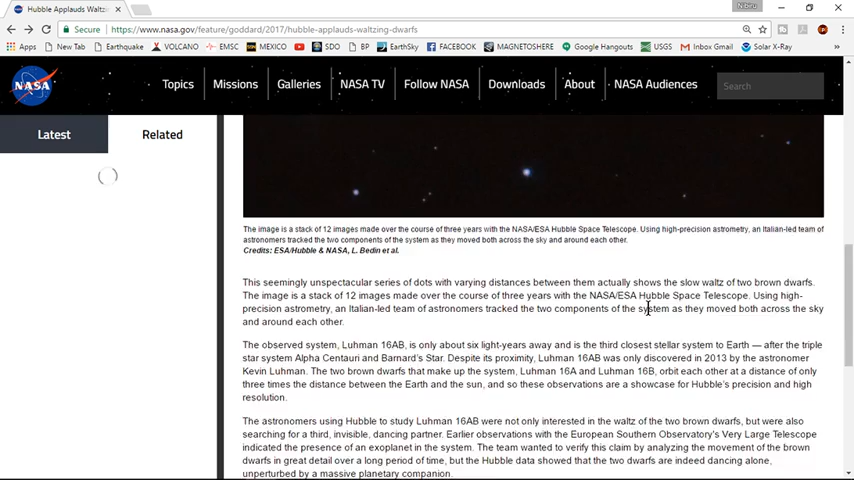 Hubble Applauds Waltzin
Nibiru
Secure
https://www.nasa.gov/feature/goddard/2017/hubble-applauds-waltzing-dwarfs
Apps New Tab Earthquake VOLCANO EMSC MEXICO SDO BP EarthSky FACEBOOK MAGNETOSHERE Google Hangouts USGS Inbox Gmail Solar X-Ray
NASA
Topics Missions Galleries NASA TV Follow NASA Downloads About NASA Audiences Search
Latest Related
The image is a stack of 12 images made over the course of three years with the NASA/ESA Hubble Space Telescope. Using high-precision astrometry, an Italian-led team of
astronomers tracked the two components of the system as they moved both across the sky and around each other.
Credits: ESA/Hubble & NASA, L. Bedin et al.
This seemingly unspectacular series of dots with varying distances between them actually shows the slow waltz of two brown dwarfs.
The image is a stack of 12 images made over the course of three years with the NASA/ESA Hubble Space Telescope. Using high-
precision astrometry, an Italian-led team of astronomers tracked the two components of the system as they moved both across the sky
and around each other.
The observed system, Luhman 16AB, is only about six light-years away and is the third closest stellar system to Earth — after the triple
star system Alpha Centauri and Barnard's Star. Despite its proximity, Luhman 16AB was only discovered in 2013 by the astronomer
Kevin Luhman. The two brown dwarfs that make up the system, Luhman 16A and Luhman 16B, orbit each other at a distance of only
three times the distance between the Earth and the sun, and so these observations are a showcase for Hubble's precision and high
resolution.
The astronomers using Hubble to study Luhman 16AB were not only interested in the waltz of the two brown dwarfs, but were also
searching for a third, invisible, dancing partner. Earlier observations with the European Southern Observatory's Very Large Telescope
indicated the presence of an exoplanet in the system. The team wanted to verify this claim by analyzing the movement of the brown
dwarfs in great detail over a long period of time, but the Hubble data showed that the two dwarfs are indeed dancing alone,
unperturbed by a massive planetary companion.